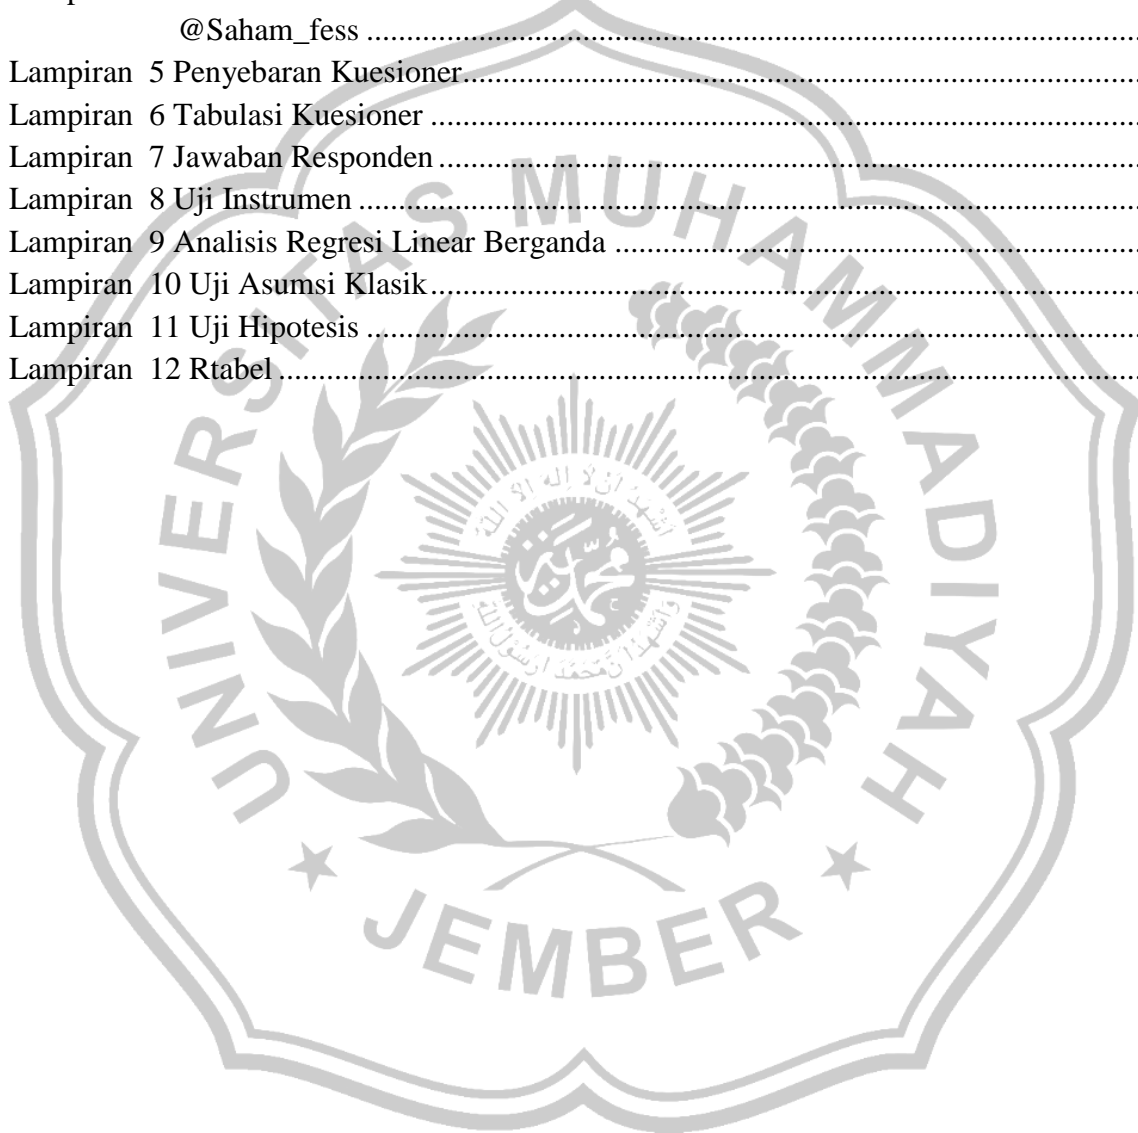 @Saham_fess ........................................
Lampiran 5 Penyebaran Kuesioner ........................................
Lampiran 6 Tabulasi Kuesioner ........................................
Lampiran 7 Jawaban Responden ........................................
Lampiran 8 Uji Instrumen ........................................
Lampiran 9 Analisis Regresi Linear Berganda ........................................
Lampiran 10 Uji Asumsi Klasik ........................................
Lampiran 11 Uji Hipotesis ........................................
Lampiran 12 Rtabel ........................................
UNIVERSITAS MUHAMMADIYAH
JEMBER